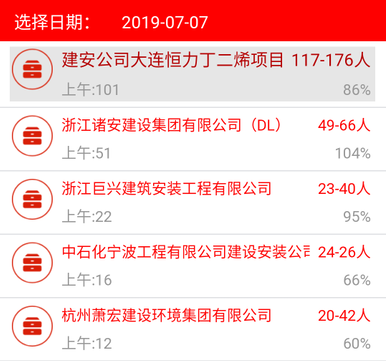 选择日期： 2019-07-07
建安公司大连恒力丁二烯项目 117-176人
上午:101 86%
浙江诸安建设集团有限公司（DL） 49-66人
上午:51 104%
浙江巨兴建筑安装工程有限公司 23-40人
上午:22 95%
中石化宁波工程有限公司建设安装公司 24-26人
上午:16 66%
杭州萧宏建设环境集团有限公司 20-42人
上午:12 60%